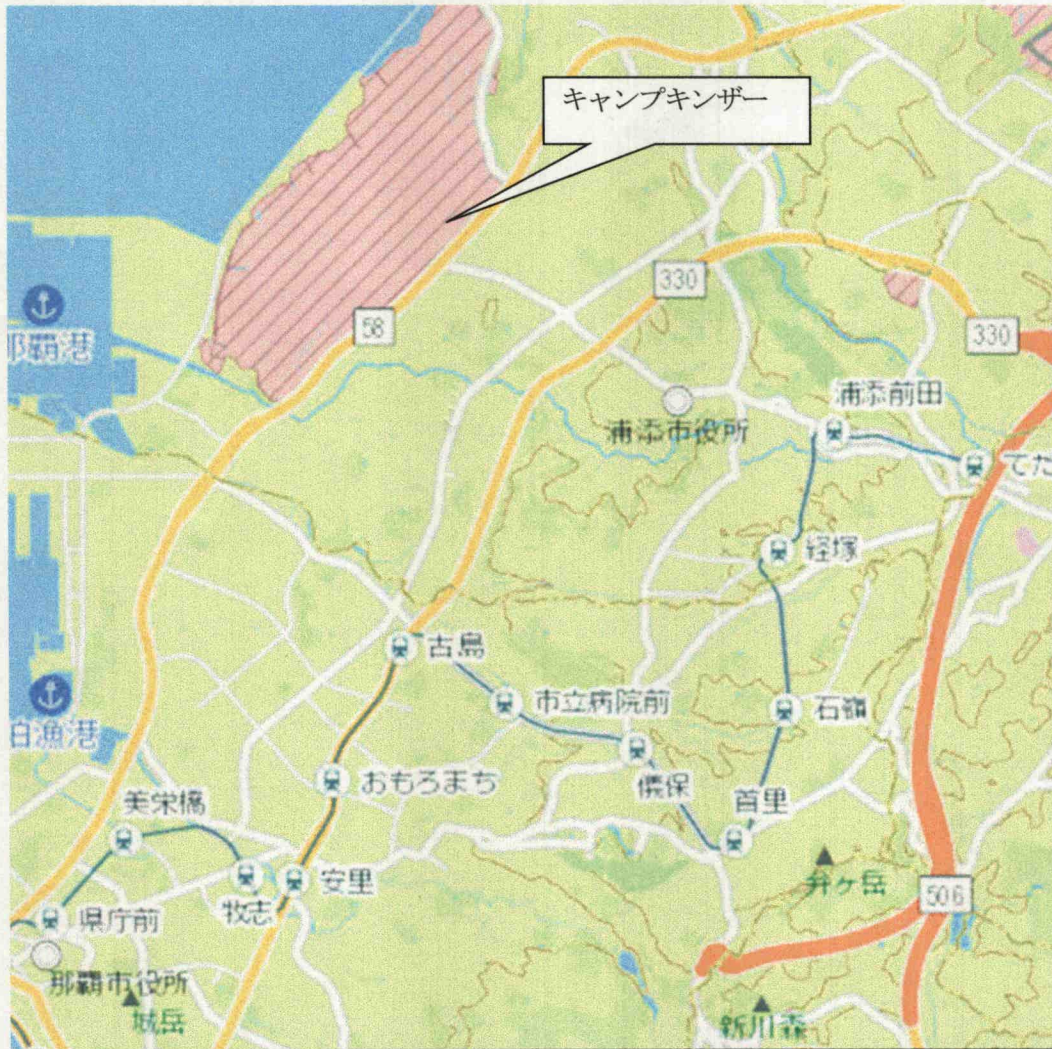 キャンプキンザー
330
58
那覇港
330
浦添前田
浦添市役所
てだ
経塚
古島
市立病院前
石嶺
泊漁港
おもろまち
儀保
首里
美栄橋
安里
牧志
弁ヶ岳
506
県庁前
那覇市役所
城岳
新川森